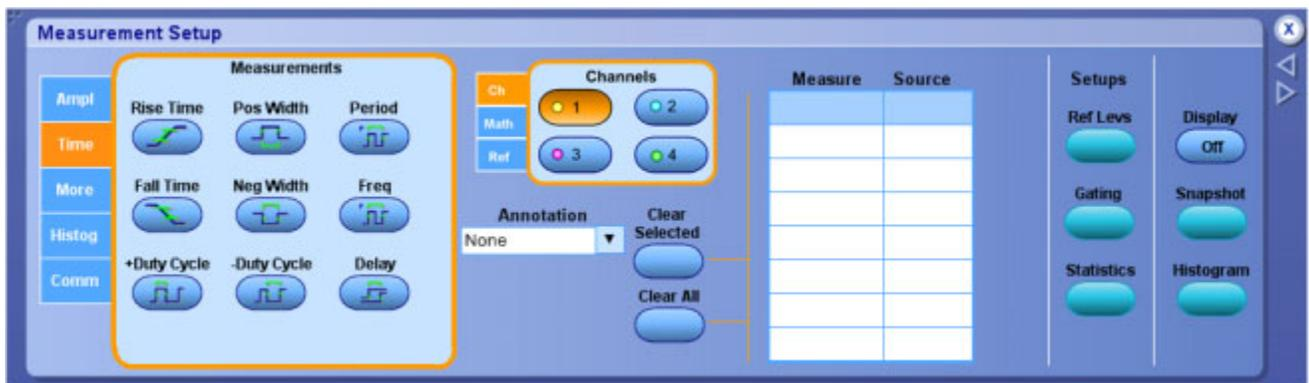 Measurement Setup
X
Ampl
Time
More
Histog
Comm
Measurements
Rise Time
Pos Width
Period
Fall Time
Neg Width
Freq
+Duty Cycle
-Duty Cycle
Delay
Ch
Math
Ref
Channels
1
2
3
4
Annotation
None
Clear
Selected
Clear All
Measure
Source
Setups
Ref Levs
Gating
Statistics
Display
Off
Snapshot
Histogram